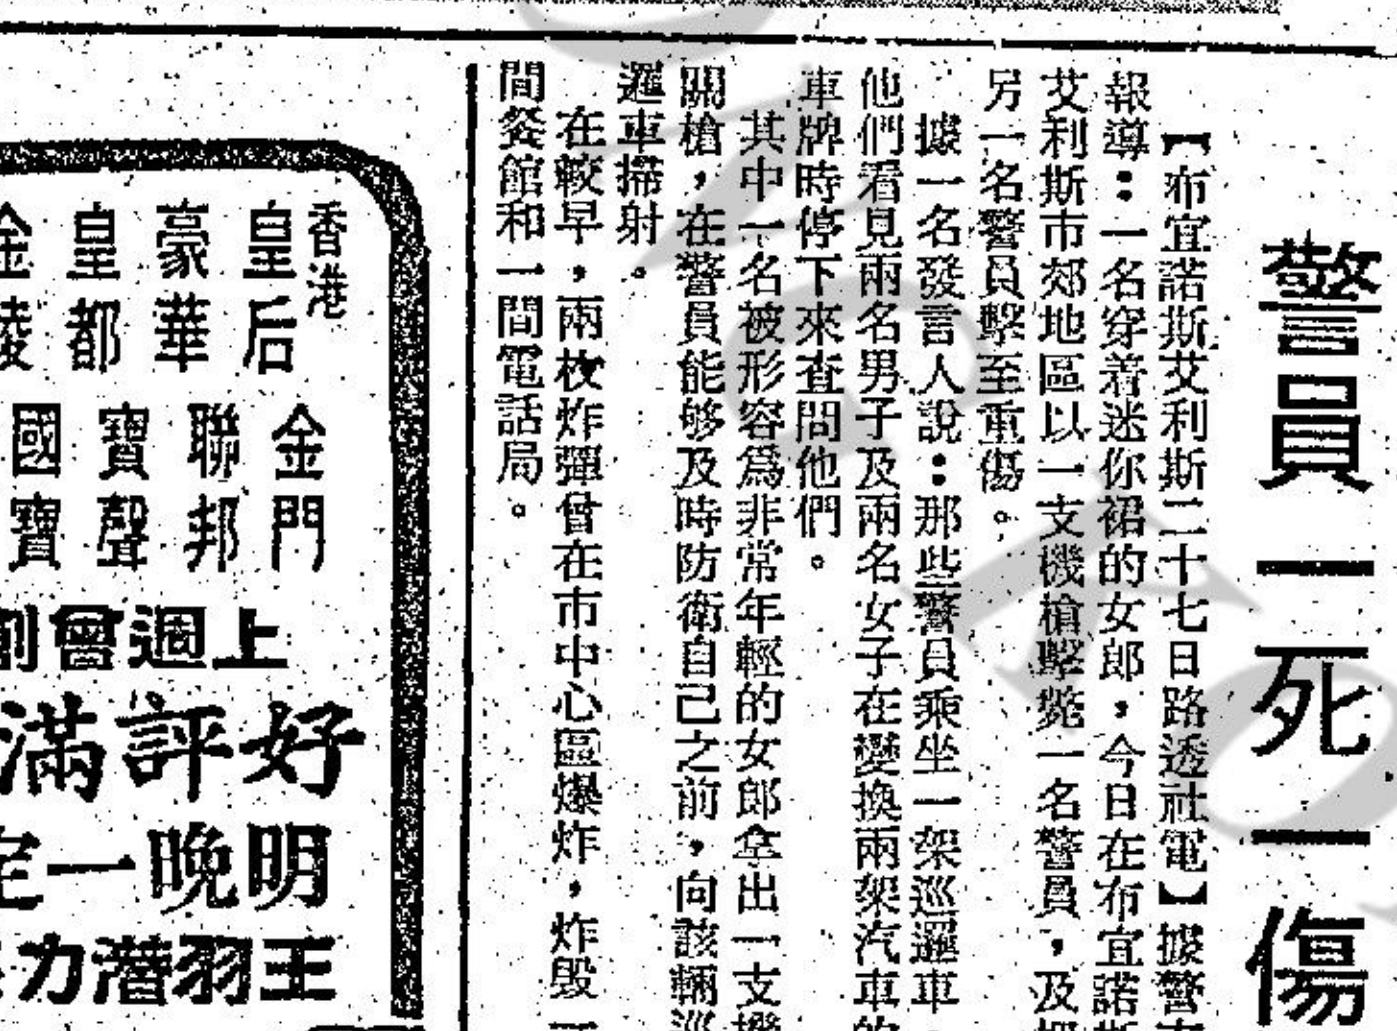 警員一死一傷
【布宜諾斯艾利斯二十七日路透社電】據警
報導：一名穿着迷你裙的女郎，今日在布宜諾
艾利斯市郊地區以一支機槍擊斃一名警員，及
另一名警員擊至重傷。
據一名發言人說：那些警員乘坐一架巡邏車
他們看見兩名男子及兩名女子在變換兩架汽車的
車牌時停下來查問他們。
其中一名被形容爲非常年輕的女郎拿出一支
開槍，在警員能够及時防衛自己之前，向該輛巡
邏車掃射。
在較早，兩枚炸彈曾在市中心區爆炸，炸毀
間餐館和一間電話局。
香港
皇后
豪華
皇都
金陵
金門
聯邦
寶聲
國寶
上週曾創
好評滿
明晚一定
王羽潛力